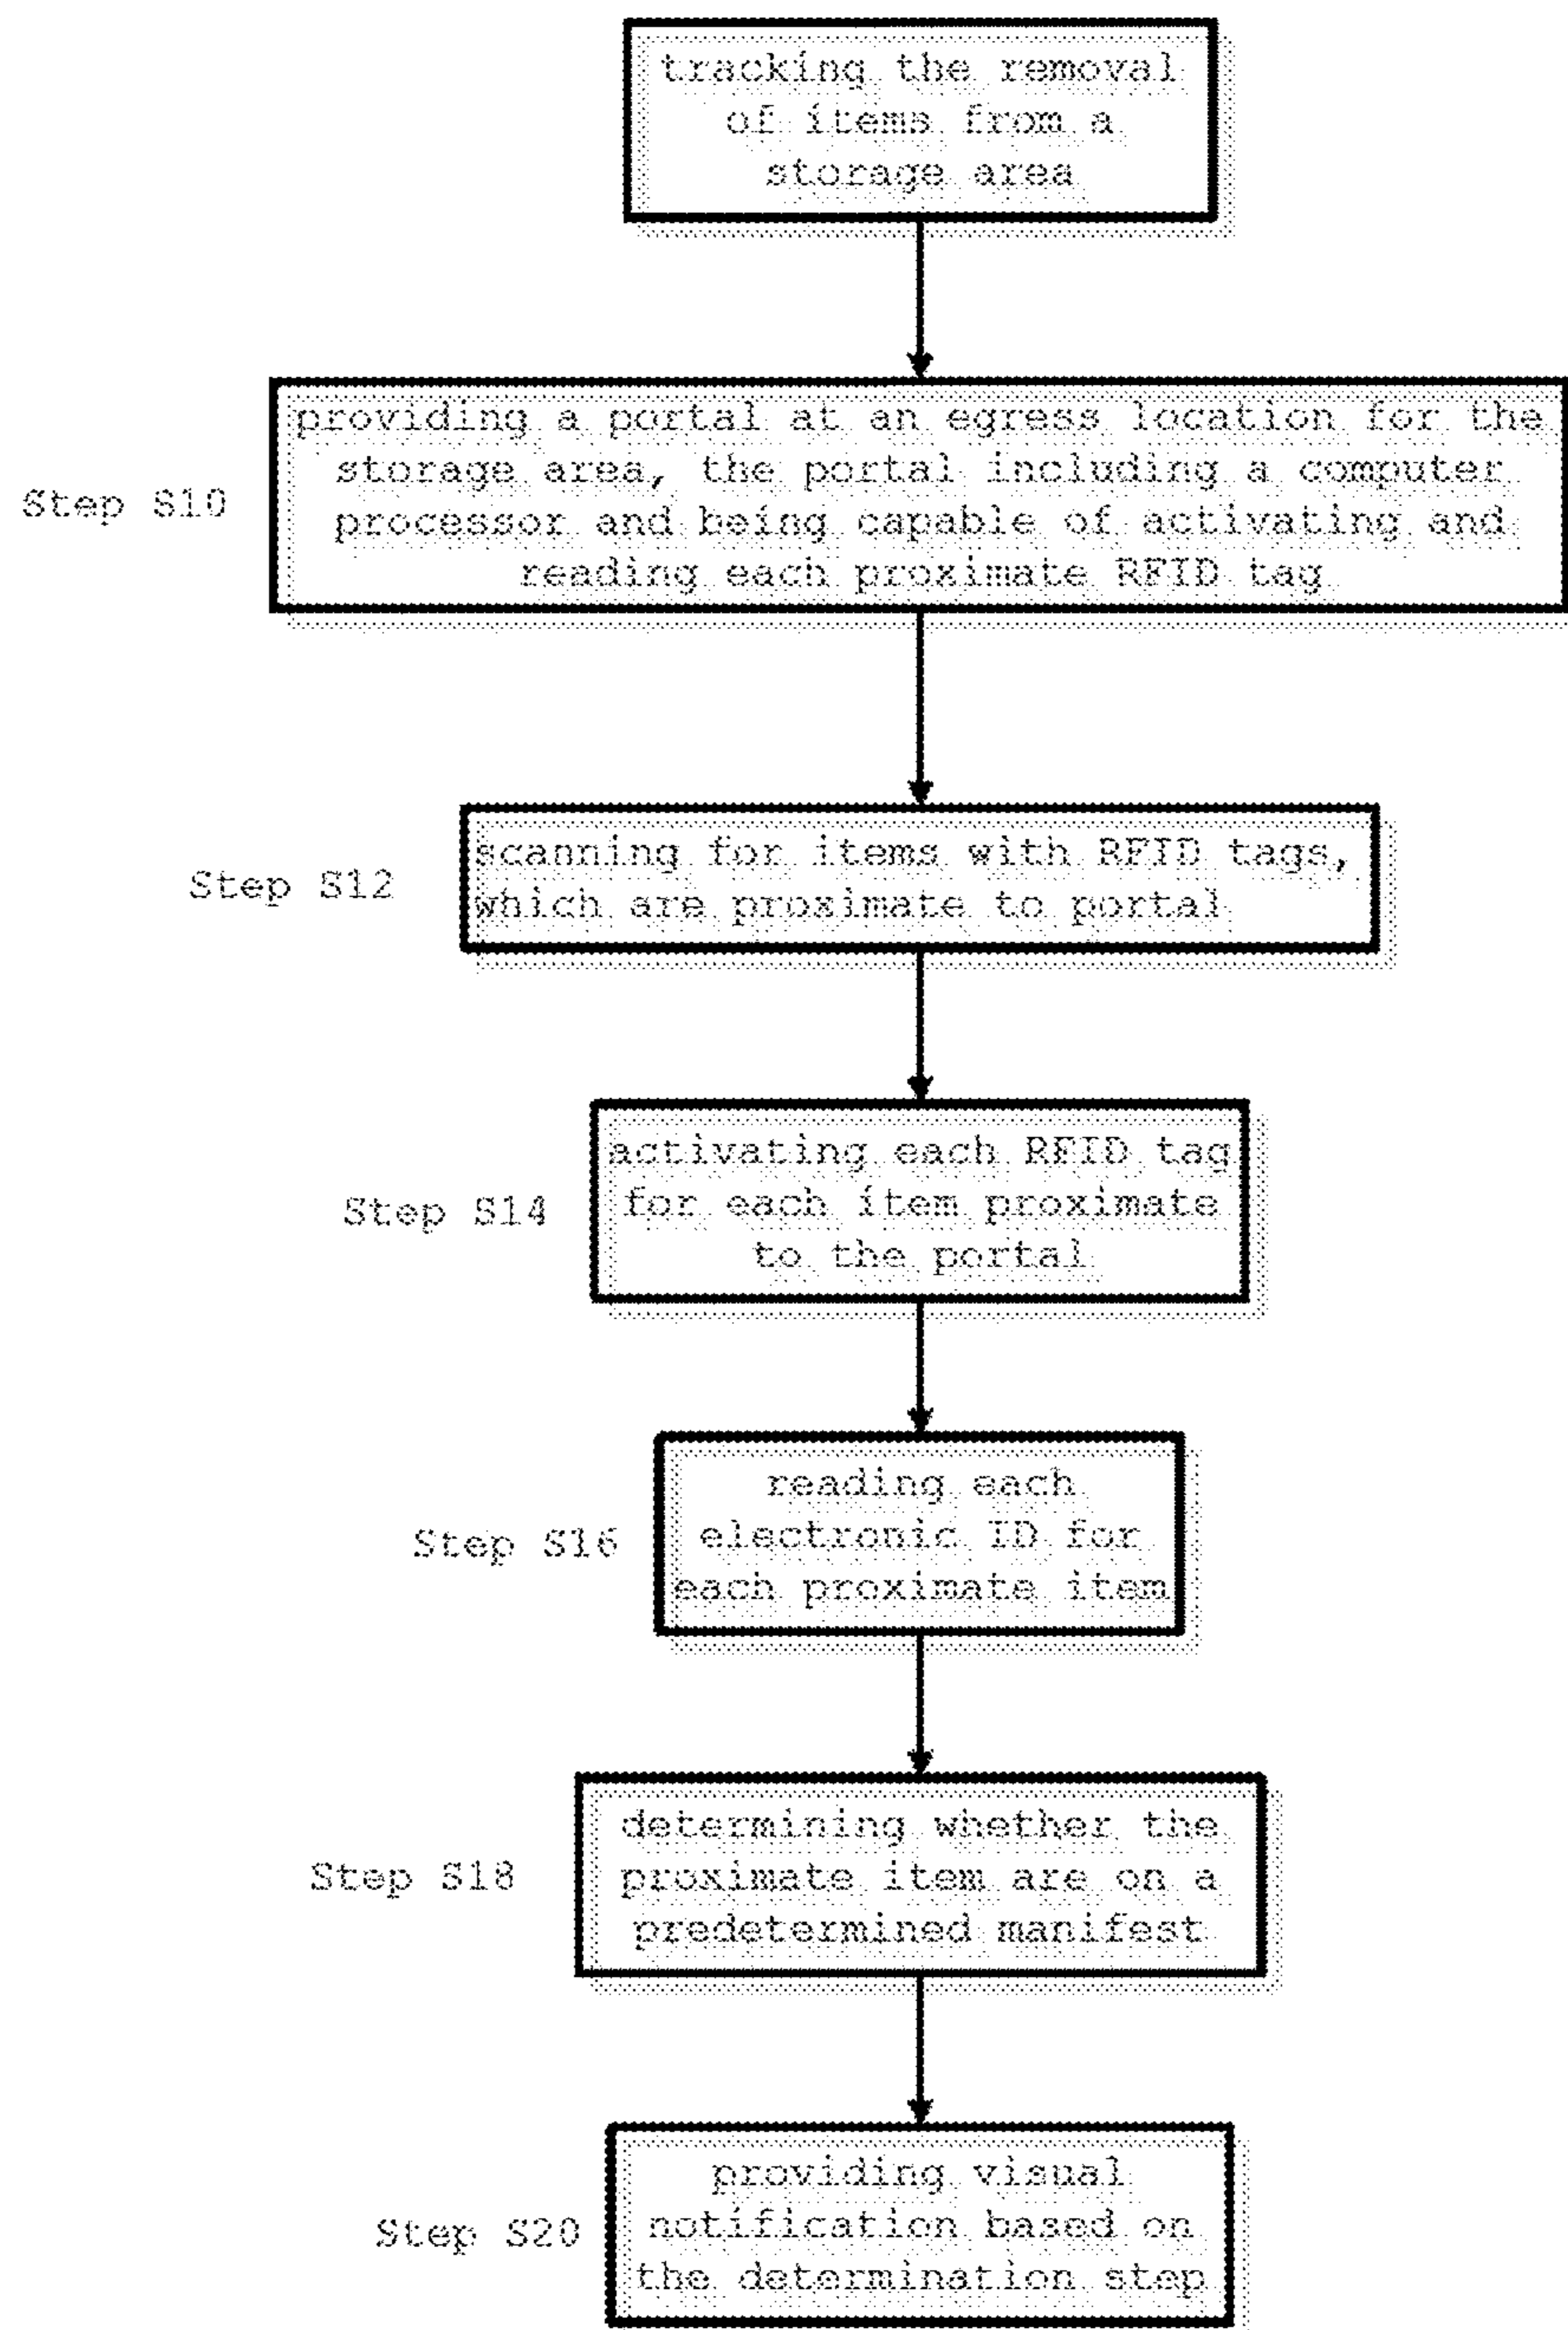 tracking the removal
of items from a
storage area
Step S10
providing a portal at an egress location for the
storage area, the portal including a computer
processor and being capable of activating and
reading each proximate RFID tag
Step S12
scanning for items with RFID tags,
which are proximate to portal
Step S14
activating each RFID tag
for each item proximate
to the portal
Step S16
reading each
electronic ID for
each proximate item
Step S18
determining whether the
proximate item are on a
predetermined manifest
Step S20
providing visual
notification based on
the determination step